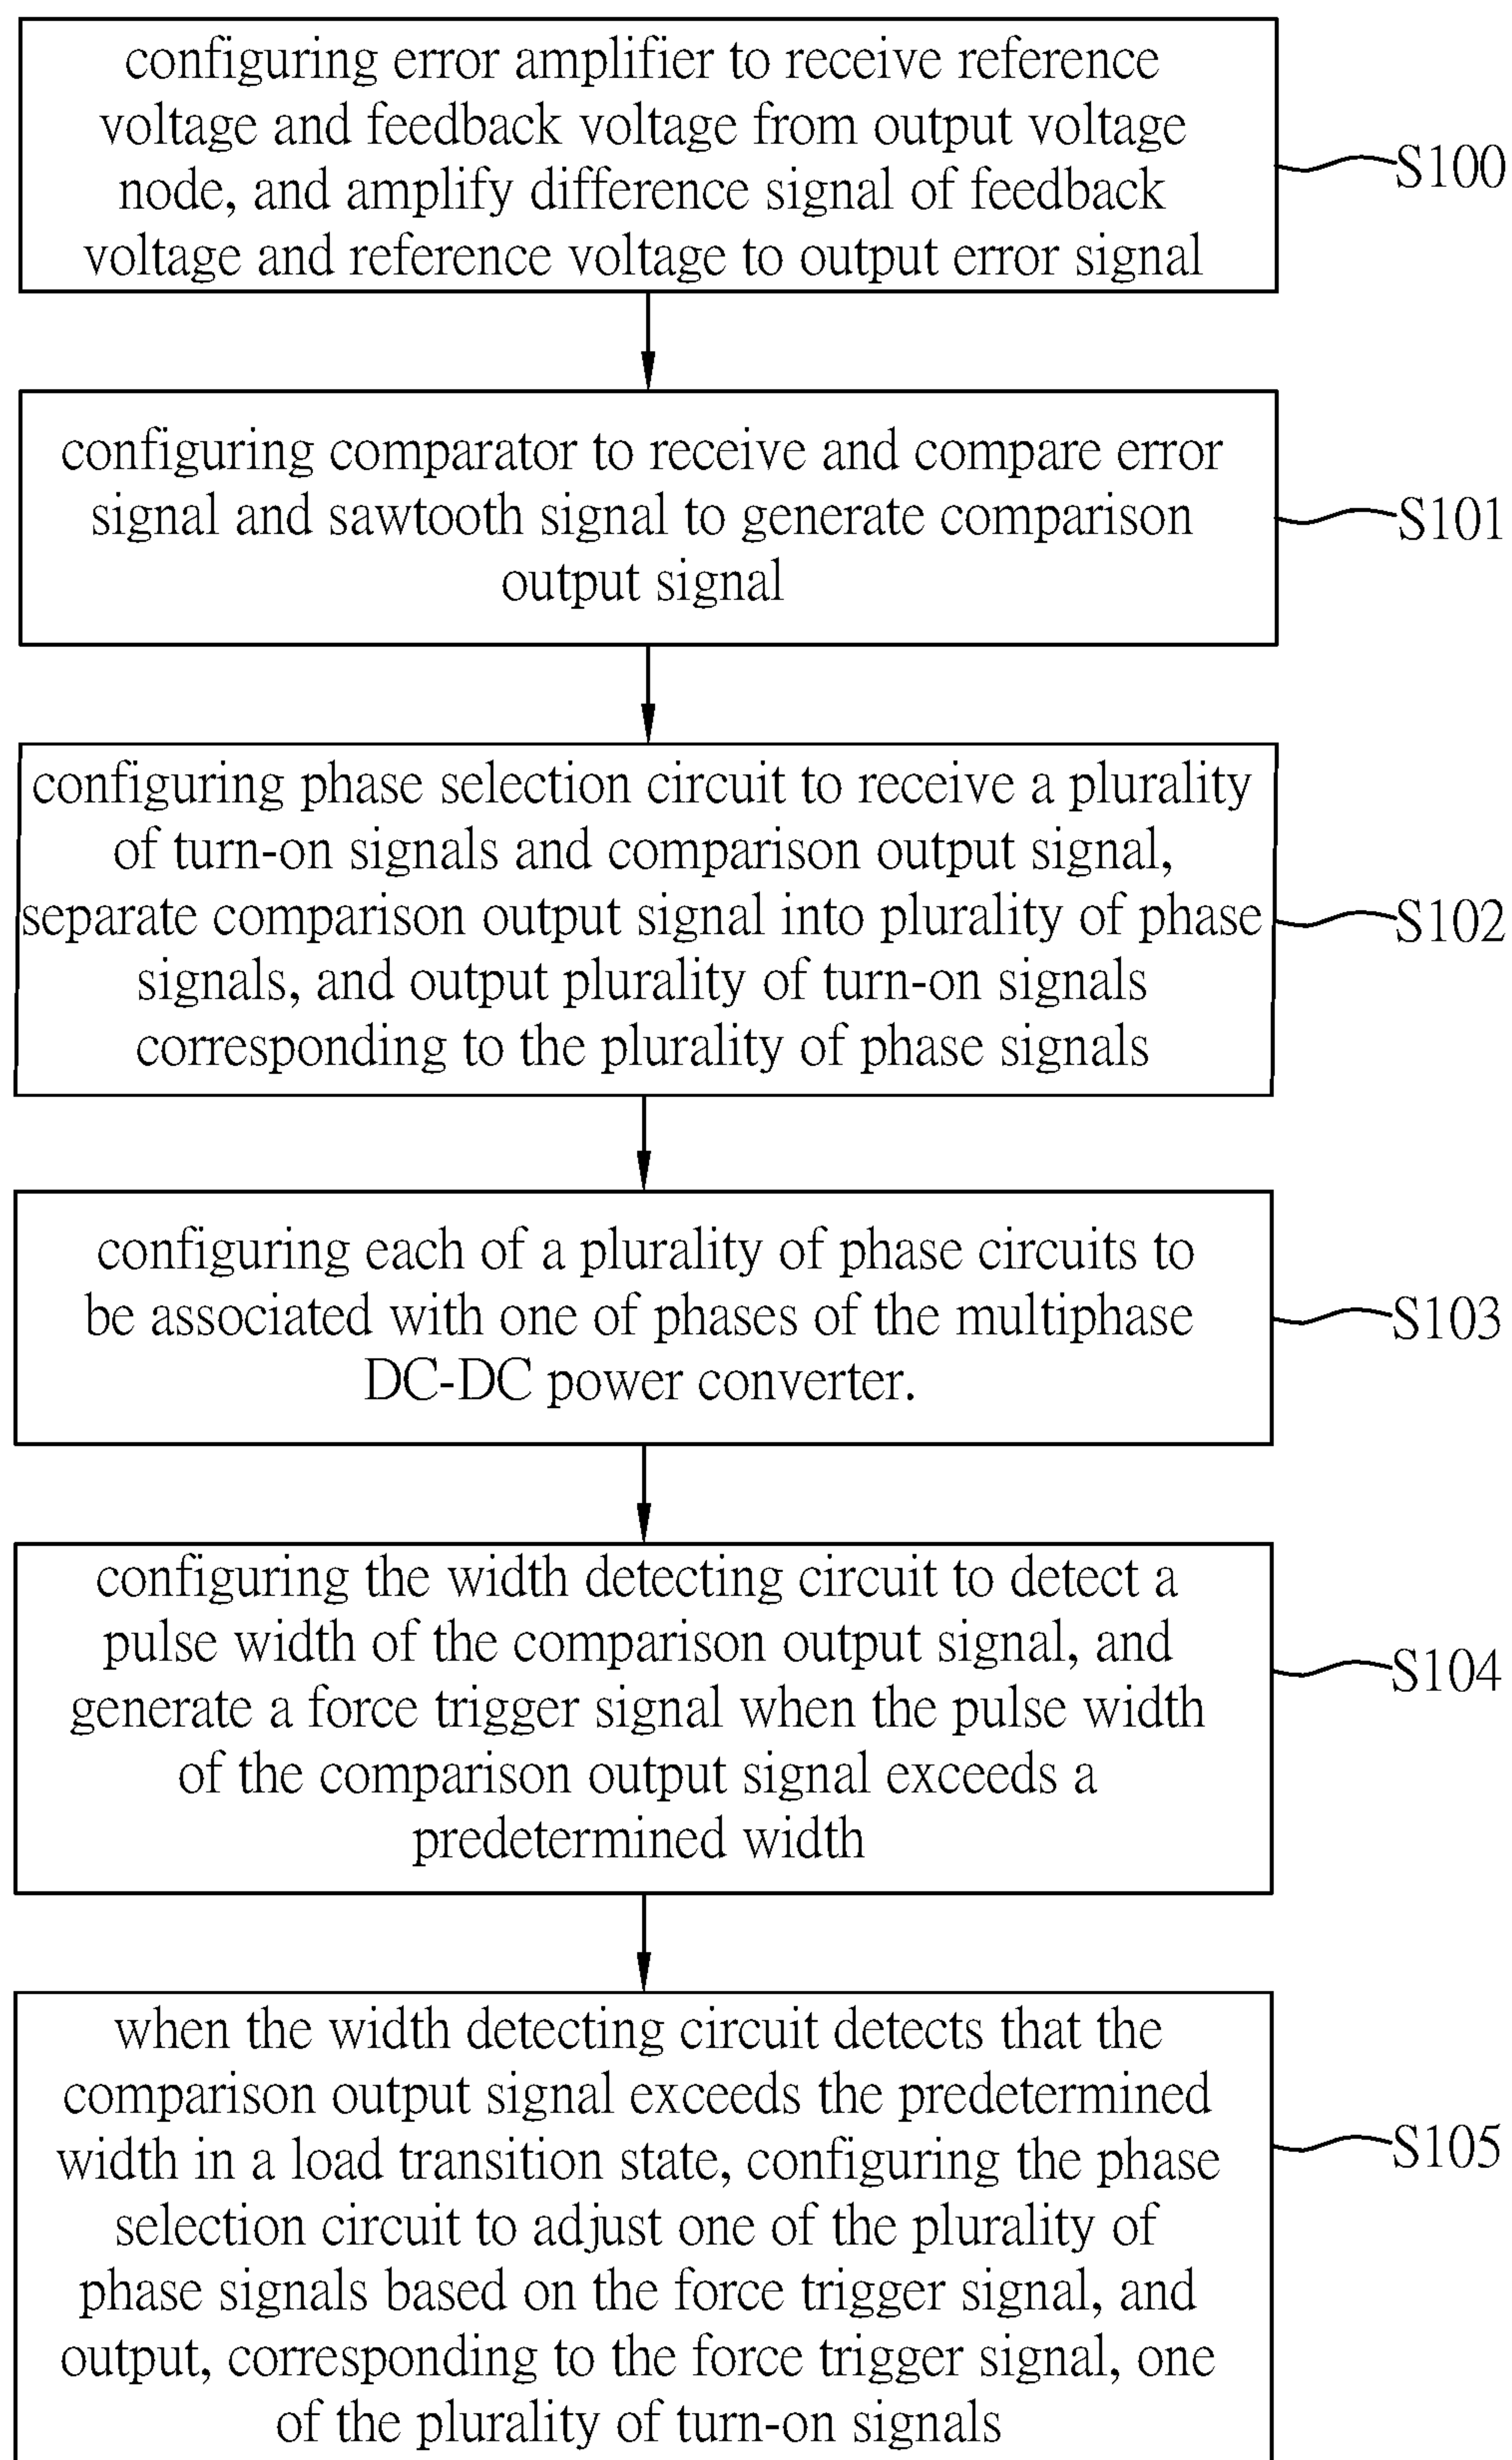 configuring error amplifier to receive reference
voltage and feedback voltage from output voltage
node, and amplify difference signal of feedback
voltage and reference voltage to output error signal
S100
configuring comparator to receive and compare error
signal and sawtooth signal to generate comparison
output signal
S101
configuring phase selection circuit to receive a plurality
of turn-on signals and comparison output signal,
separate comparison output signal into plurality of phase
signals, and output plurality of turn-on signals
corresponding to the plurality of phase signals
S102
configuring each of a plurality of phase circuits to
be associated with one of phases of the multiphase
DC-DC power converter.
S103
configuring the width detecting circuit to detect a
pulse width of the comparison output signal, and
generate a force trigger signal when the pulse width
of the comparison output signal exceeds a
predetermined width
S104
when the width detecting circuit detects that the
comparison output signal exceeds the predetermined
width in a load transition state, configuring the phase
selection circuit to adjust one of the plurality of
phase signals based on the force trigger signal, and
output, corresponding to the force trigger signal, one
of the plurality of turn-on signals
S105